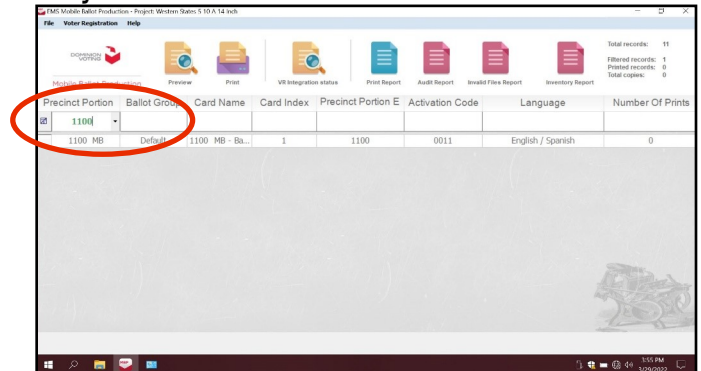 EMS Mobile Ballot Production - Project: Western States 5 10 A 14 inch
File Voter Registration Help
DOMINION
VOTING
Mobile Ballot Production
Preview
Print
VR Integration status
Print Report
Audit Report
Invalid Files Report
Inventory Report
Total records: 11
Filtered records: 1
Printed records: 0
Total copies: 0
Precinct Portion Ballot Group Card Name Card Index Precinct Portion E Activation Code Language Number Of Prints
1100
1100 MB Default 1100 MB - Ba... 1 1100 0011 English / Spanish 0
3:55 PM
3/29/2022